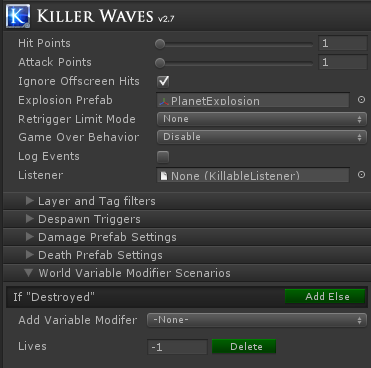 KILLER WAVES v2.7
Hit Points 1
Attack Points 1
Ignore Offscreen Hits
Explosion Prefab PlanetExplosion
Retrigger Limit Mode None
Game Over Behavior Disable
Log Events
Listener None (KillableListener)
Layer and Tag filters
Despawn Triggers
Damage Prefab Settings
Death Prefab Settings
World Variable Modifier Scenarios
If "Destroyed" Add Else
Add Variable Modifer -None-
Lives -1 Delete